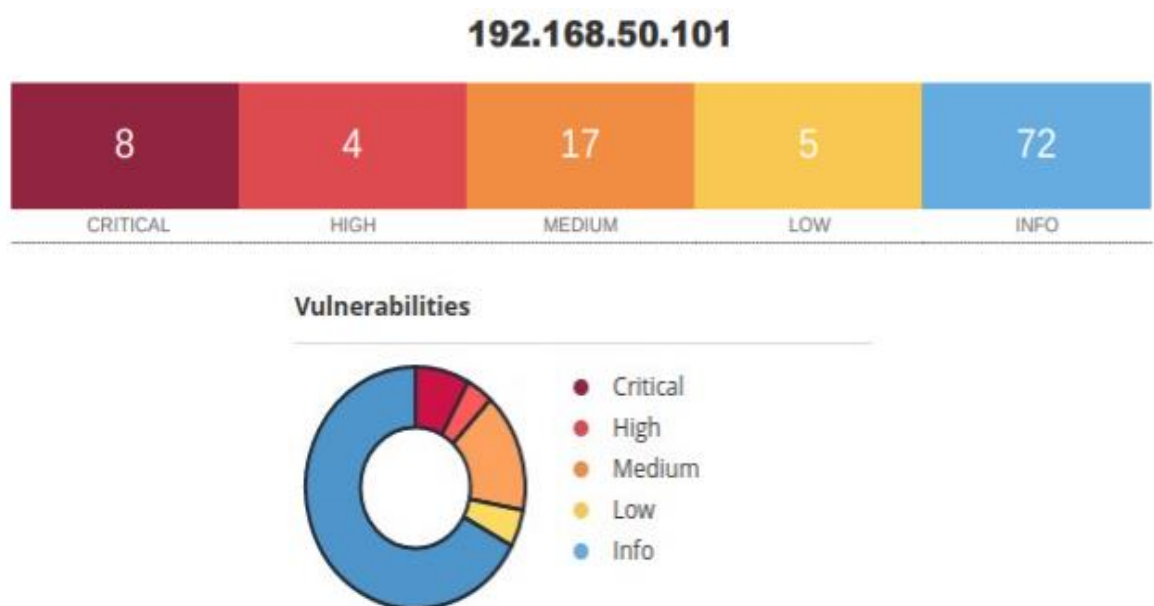 192.168.50.101
8 4 17 5 72
CRITICAL HIGH MEDIUM LOW INFO
Vulnerabilities
Critical
High
Medium
Low
Info